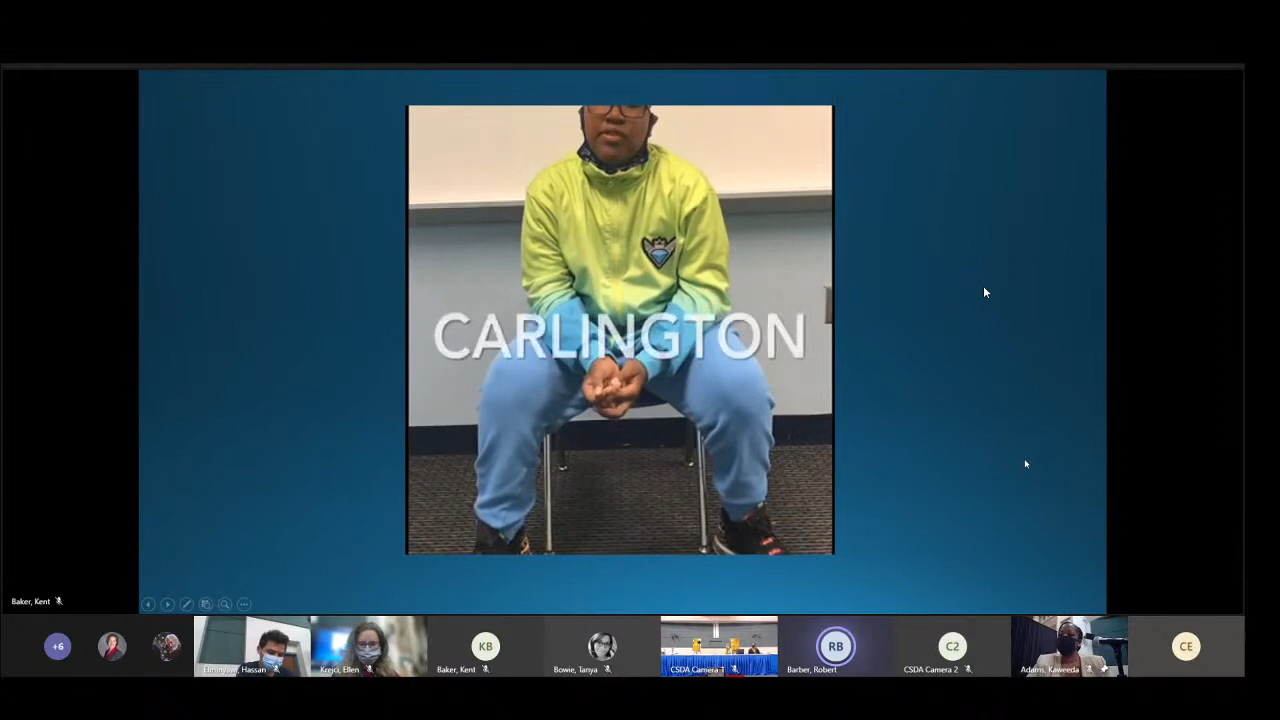 CARLINGTON
Baker, Kent
+6
Krejci, Ellen
KB
Baker, Kent
Bowie, Tanya
CSDA Camera 1
RB
Barber, Robert
C2
CSDA Camera 2
Adams, Kaweeda
CE